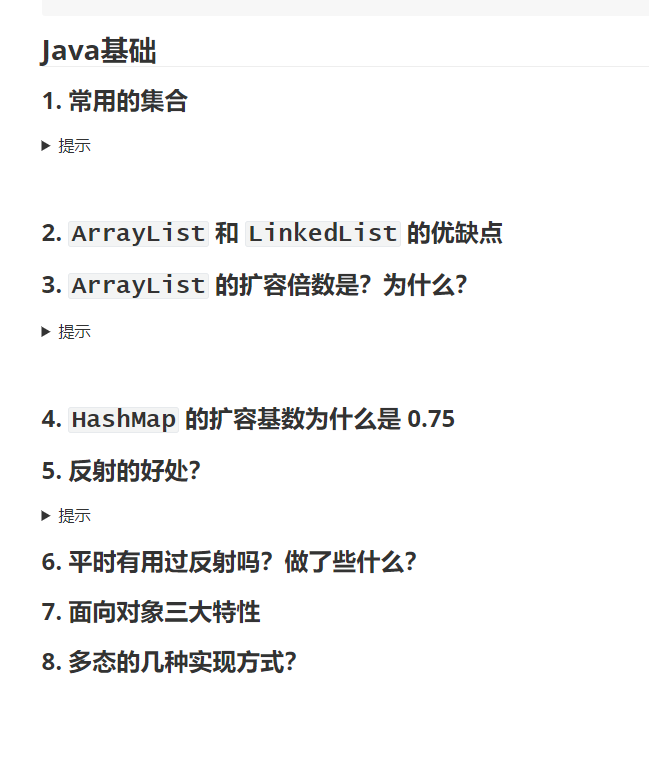 Java基础
1. 常用的集合
提示
2. ArrayList 和 LinkedList 的优缺点
3. ArrayList 的扩容倍数是？为什么？
提示
4. HashMap 的扩容基数为什么是 0.75
5. 反射的好处？
提示
6. 平时有用过反射吗？做了些什么？
7. 面向对象三大特性
8. 多态的几种实现方式？